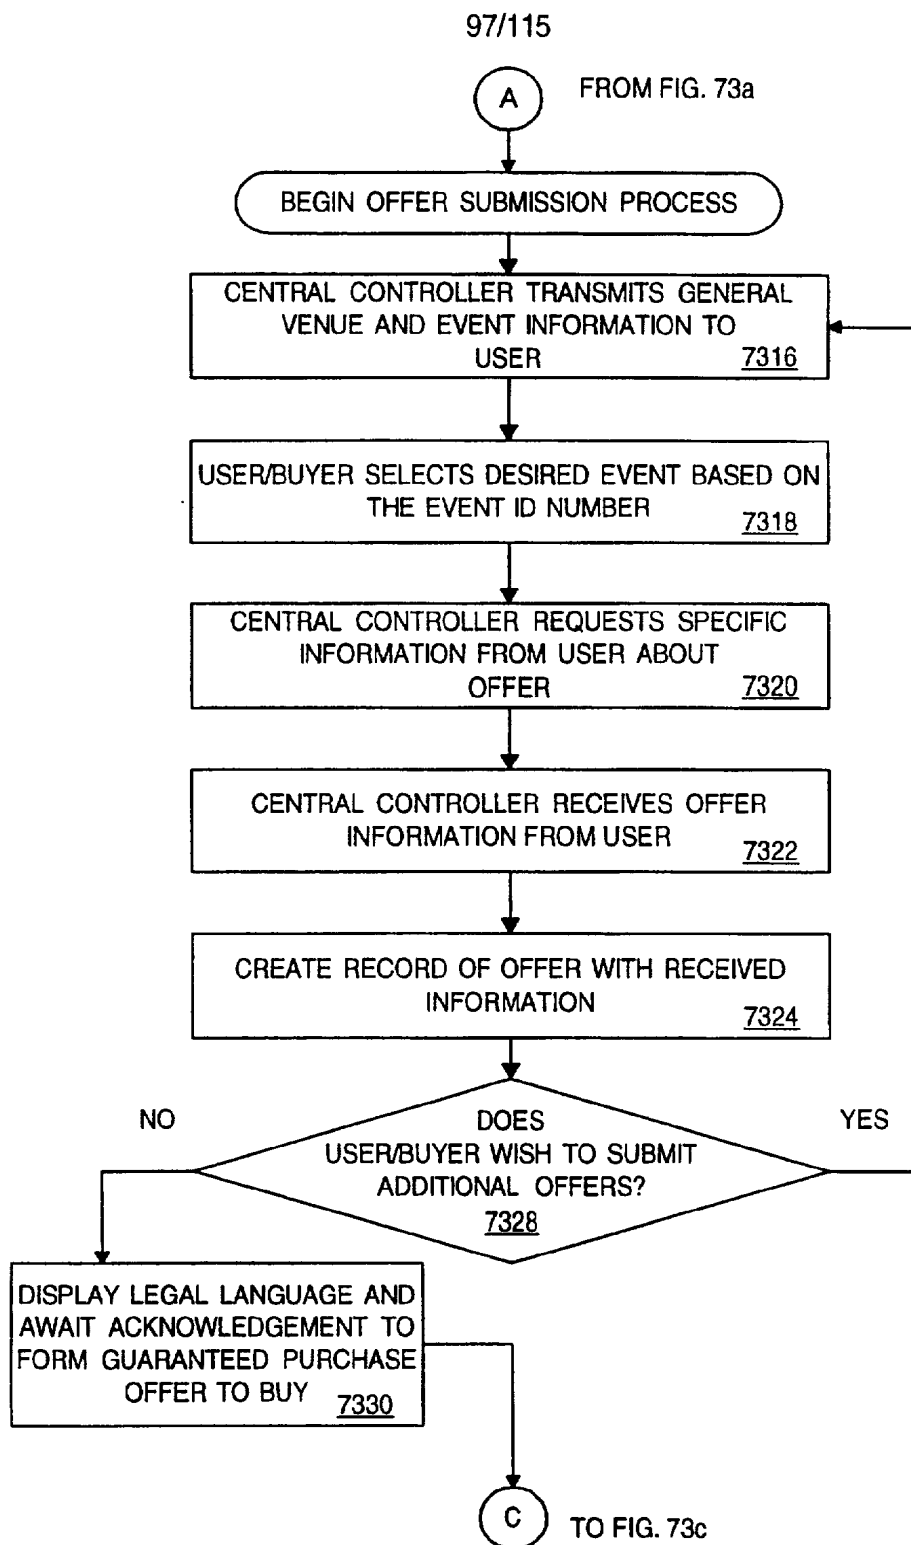 97/115
A
FROM FIG. 73a
BEGIN OFFER SUBMISSION PROCESS
CENTRAL CONTROLLER TRANSMITS GENERAL
VENUE AND EVENT INFORMATION TO
USER
7316
USER/BUYER SELECTS DESIRED EVENT BASED ON
THE EVENT ID NUMBER
7318
CENTRAL CONTROLLER REQUESTS SPECIFIC
INFORMATION FROM USER ABOUT
OFFER
7320
CENTRAL CONTROLLER RECEIVES OFFER
INFORMATION FROM USER
7322
CREATE RECORD OF OFFER WITH RECEIVED
INFORMATION
7324
NO
DOES
USER/BUYER WISH TO SUBMIT
ADDITIONAL OFFERS?
7328
YES
DISPLAY LEGAL LANGUAGE AND
AWAIT ACKNOWLEDGEMENT TO
FORM GUARANTEED PURCHASE
OFFER TO BUY
7330
C
TO FIG. 73c